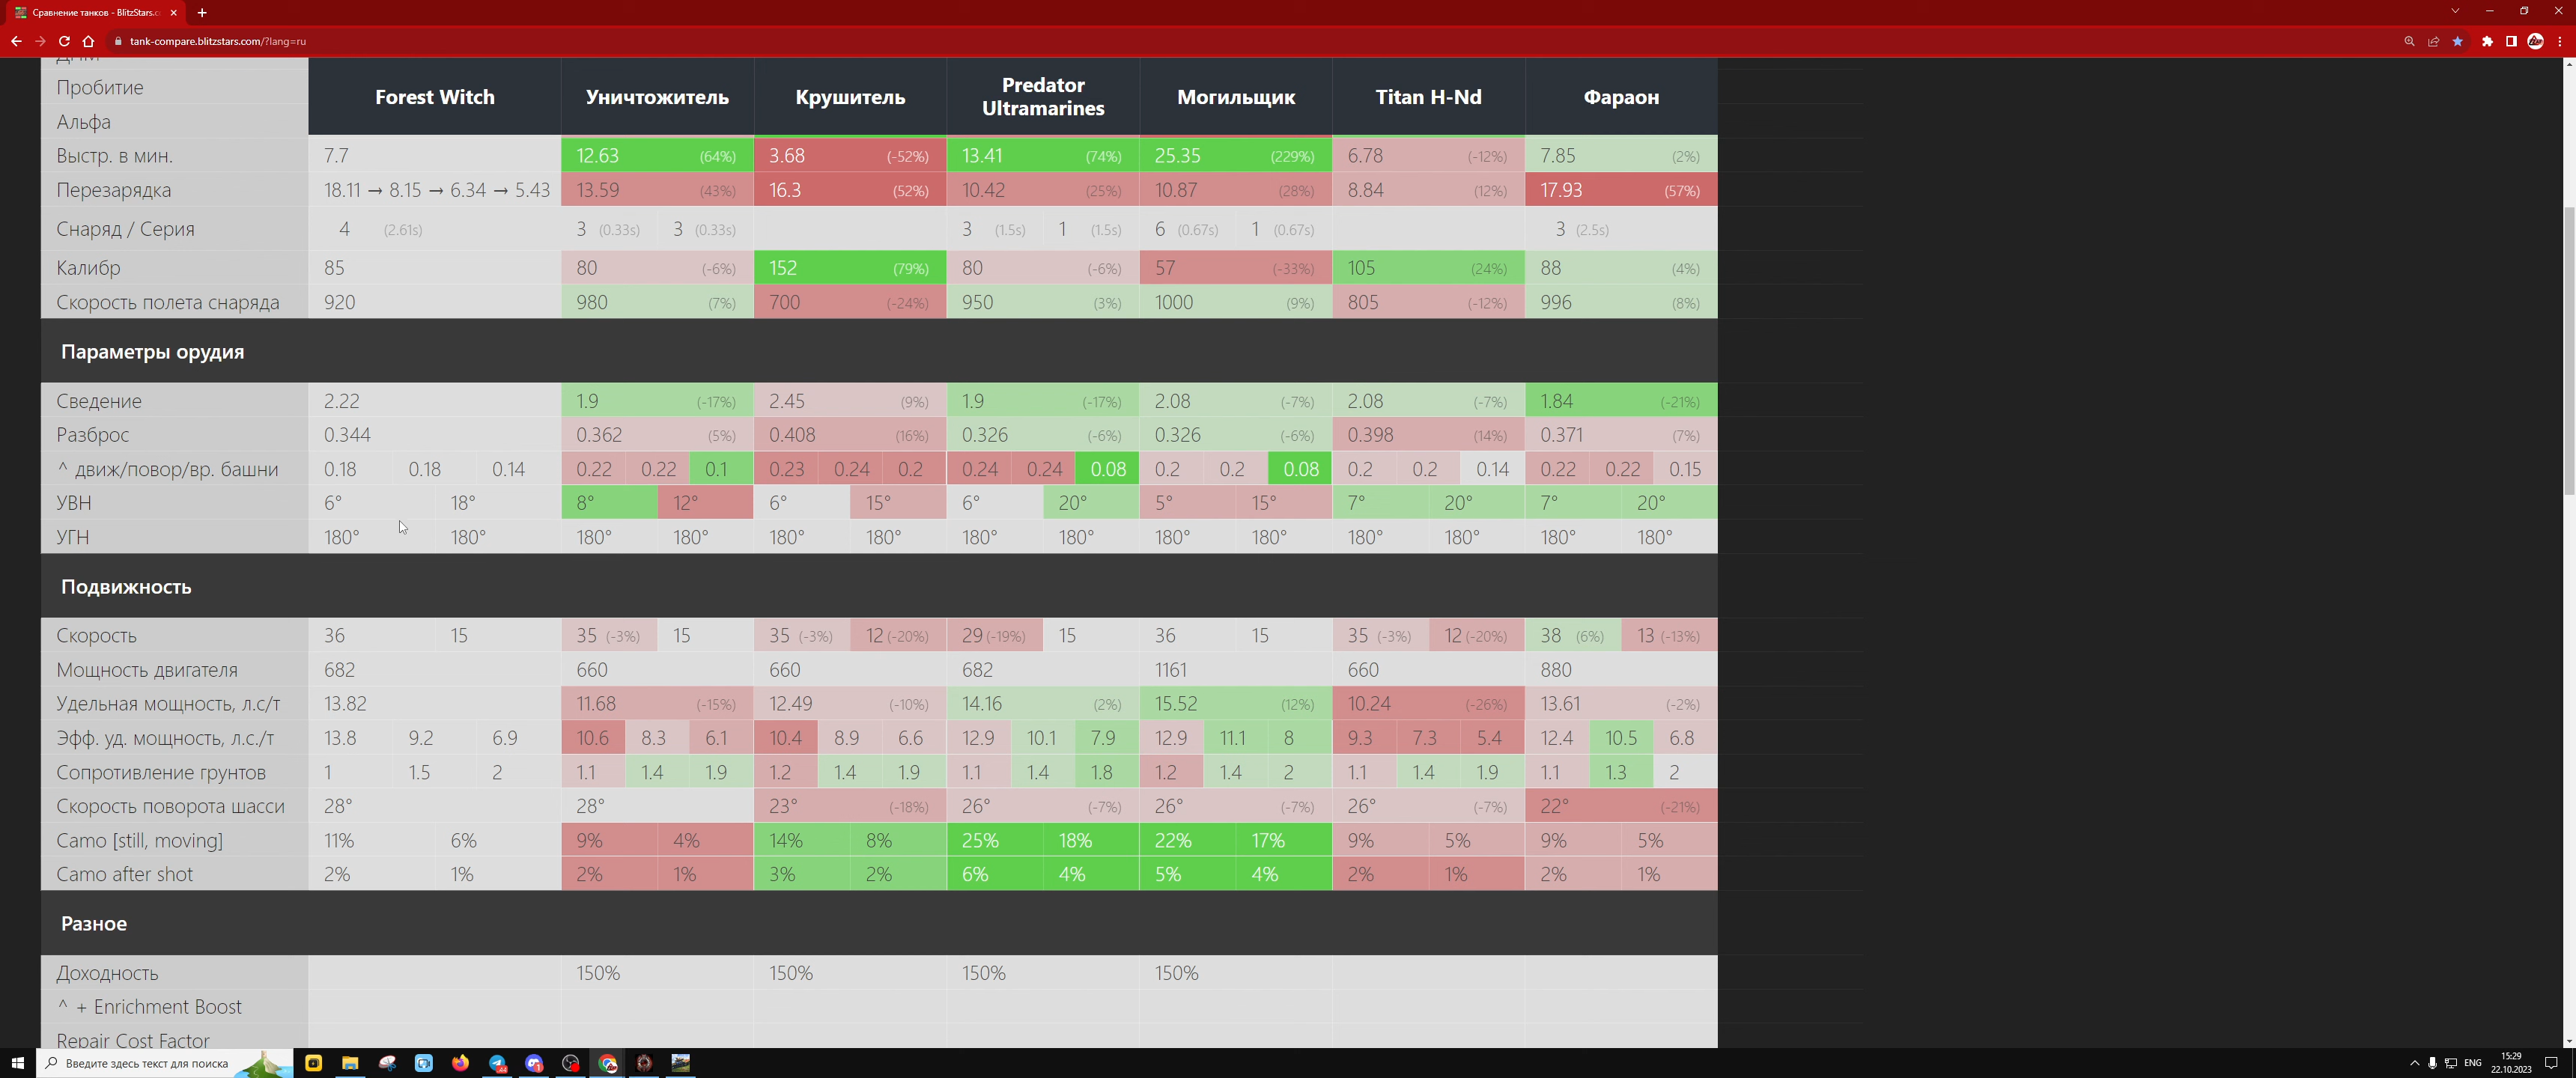 Сравнение танков - BlitzStars.c
tank-compare.blitzstars.com/?lang=ru
ДПМ
Пробитие
Альфа
Forest Witch Уничтожитель Крушитель Predator Ultramarines Могильщик Titan H-Nd Фараон
Выстр. в мин. 7.7 12.63 (64%) 3.68 (-52%) 13.41 (74%) 25.35 (229%) 6.78 (-12%) 7.85 (2%)
Перезарядка 18.11 → 8.15 → 6.34 → 5.43 13.59 (43%) 16.3 (52%) 10.42 (25%) 10.87 (28%) 8.84 (12%) 17.93 (57%)
Снаряд / Серия 4 (2.61s) 3 (0.33s) 3 (0.33s) 3 (1.5s) 1 (1.5s) 6 (0.67s) 1 (0.67s) 3 (2.5s)
Калибр 85 80 (-6%) 152 (79%) 80 (-6%) 57 (-33%) 105 (24%) 88 (4%)
Скорость полета снаряда 920 980 (7%) 700 (-24%) 950 (3%) 1000 (9%) 805 (-12%) 996 (8%)
Параметры орудия
Сведение 2.22 1.9 (-17%) 2.45 (9%) 1.9 (-17%) 2.08 (-7%) 2.08 (-7%) 1.84 (-21%)
Разброс 0.344 0.362 (5%) 0.408 (16%) 0.326 (-6%) 0.326 (-6%) 0.398 (14%) 0.371 (7%)
^ движ/повор/вр. башни 0.18 0.18 0.14 0.22 0.22 0.1 0.23 0.24 0.2 0.24 0.24 0.08 0.2 0.2 0.08 0.2 0.2 0.14 0.22 0.22 0.15
УВН 6° 18° 8° 12° 6° 15° 6° 20° 5° 15° 7° 20° 7° 20°
УГН 180° 180° 180° 180° 180° 180° 180° 180° 180° 180° 180° 180° 180° 180°
Подвижность
Скорость 36 15 35 (-3%) 15 35 (-3%) 12 (-20%) 29 (-19%) 15 36 15 35 (-3%) 12 (-20%) 38 (6%) 13 (-13%)
Мощность двигателя 682 660 660 682 1161 660 880
Удельная мощность, л.с/т 13.82 11.68 (-15%) 12.49 (-10%) 14.16 (2%) 15.52 (12%) 10.24 (-26%) 13.61 (-2%)
Эфф. уд. мощность, л.с./т 13.8 9.2 6.9 10.6 8.3 6.1 10.4 8.9 6.6 12.9 10.1 7.9 12.9 11.1 8 9.3 7.3 5.4 12.4 10.5 6.8
Сопротивление грунтов 1 1.5 2 1.1 1.4 1.9 1.2 1.4 1.9 1.1 1.4 1.8 1.2 1.4 2 1.1 1.4 1.9 1.1 1.3 2
Скорость поворота шасси 28° 28° 23° (-18%) 26° (-7%) 26° (-7%) 26° (-7%) 22° (-21%)
Camo [still, moving] 11% 6% 9% 4% 14% 8% 25% 18% 22% 17% 9% 5% 9% 5%
Camo after shot 2% 1% 2% 1% 3% 2% 6% 4% 5% 4% 2% 1% 2% 1%
Разное
Доходность 150% 150% 150% 150%
^ + Enrichment Boost
Repair Cost Factor
Введите здесь текст для поиска
ENG
15:29
22.10.2023